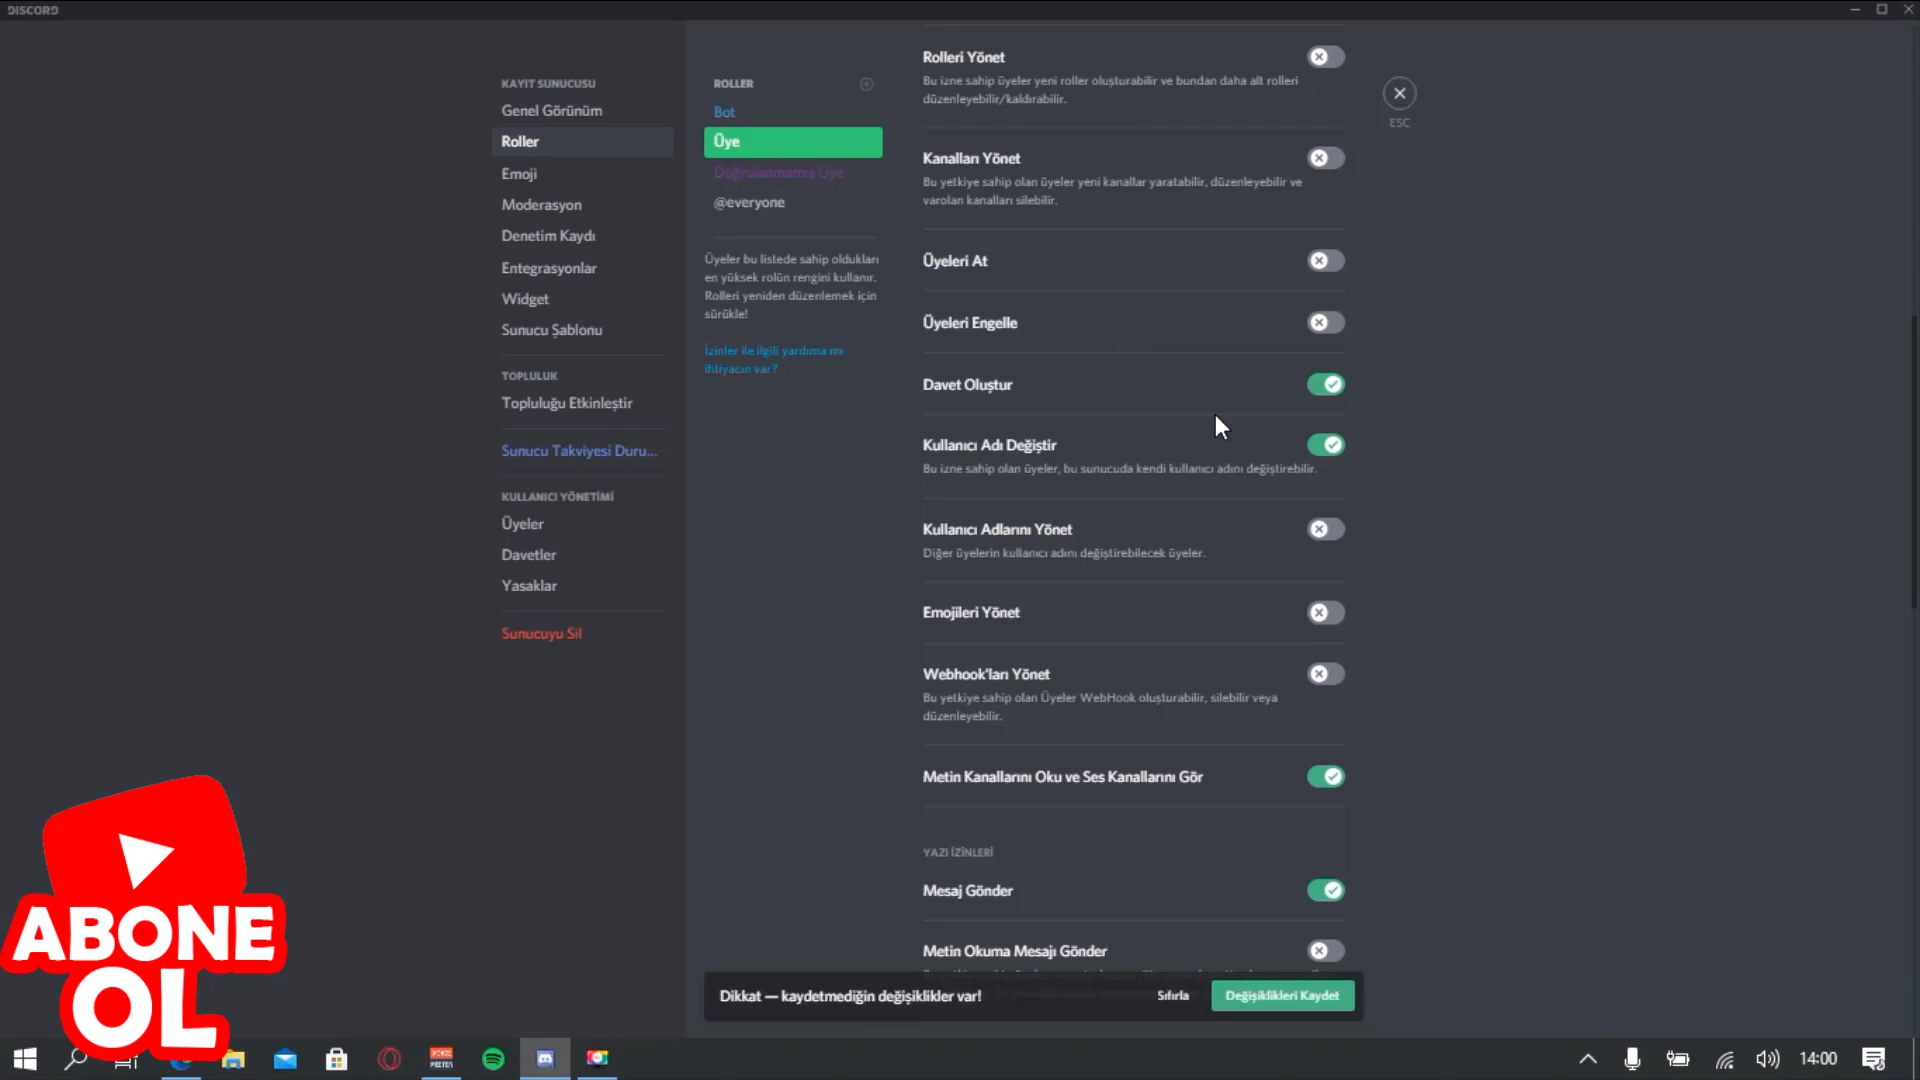 DISCORD
KAYIT SUNUCUSU
Genel Görünüm
Roller
Emoji
Moderasyon
Denetim Kaydı
Entegrasyonlar
Widget
Sunucu Şablonu
TOPLULUK
Topluluğu Etkinleştir
Sunucu Takviyesi Duru...
KULLANICI YÖNETİMİ
Üyeler
Davetler
Yasaklar
Sunucuyu Sil
ROLLER
Bot
Üye
Doğrulanmamış Üye
@everyone
Üyeler bu listede sahip oldukları
en yüksek rolün rengini kullanır.
Rolleri yeniden düzenlemek için
sürükle!
İzinler ile ilgili yardıma mı
ihtiyacın var?
Rolleri Yönet
Bu izne sahip üyeler yeni roller oluşturabilir ve bundan daha alt rolleri
düzenleyebilir/kaldırabilir.
Kanalları Yönet
Bu yetkiye sahip olan üyeler yeni kanallar yaratabilir, düzenleyebilir ve
varolan kanalları silebilir.
Üyeleri At
Üyeleri Engelle
Davet Oluştur
Kullanıcı Adı Değiştir
Bu izne sahip olan üyeler, bu sunucuda kendi kullanıcı adını değiştirebilir.
Kullanıcı Adlarını Yönet
Diğer üyelerin kullanıcı adını değiştirebilecek üyeler.
Emojileri Yönet
Webhook'ları Yönet
Bu yetkiye sahip olan Üyeler WebHook oluşturabilir, silebilir veya
düzenleyebilir.
Metin Kanallarını Oku ve Ses Kanallarını Gör
YAZI İZİNLERİ
Mesaj Gönder
Metin Okuma Mesajı Gönder
Dikkat — kaydetmediğin değişiklikler var!
Sıfırla
Değişiklikleri Kaydet
ESC
ABONE
OL
14:00